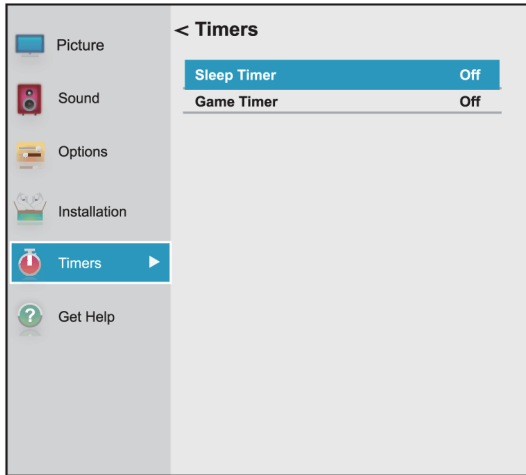 Picture
Sound
Options
Installation
Timers
Get Help
< Timers
Sleep Timer Off
Game Timer Off